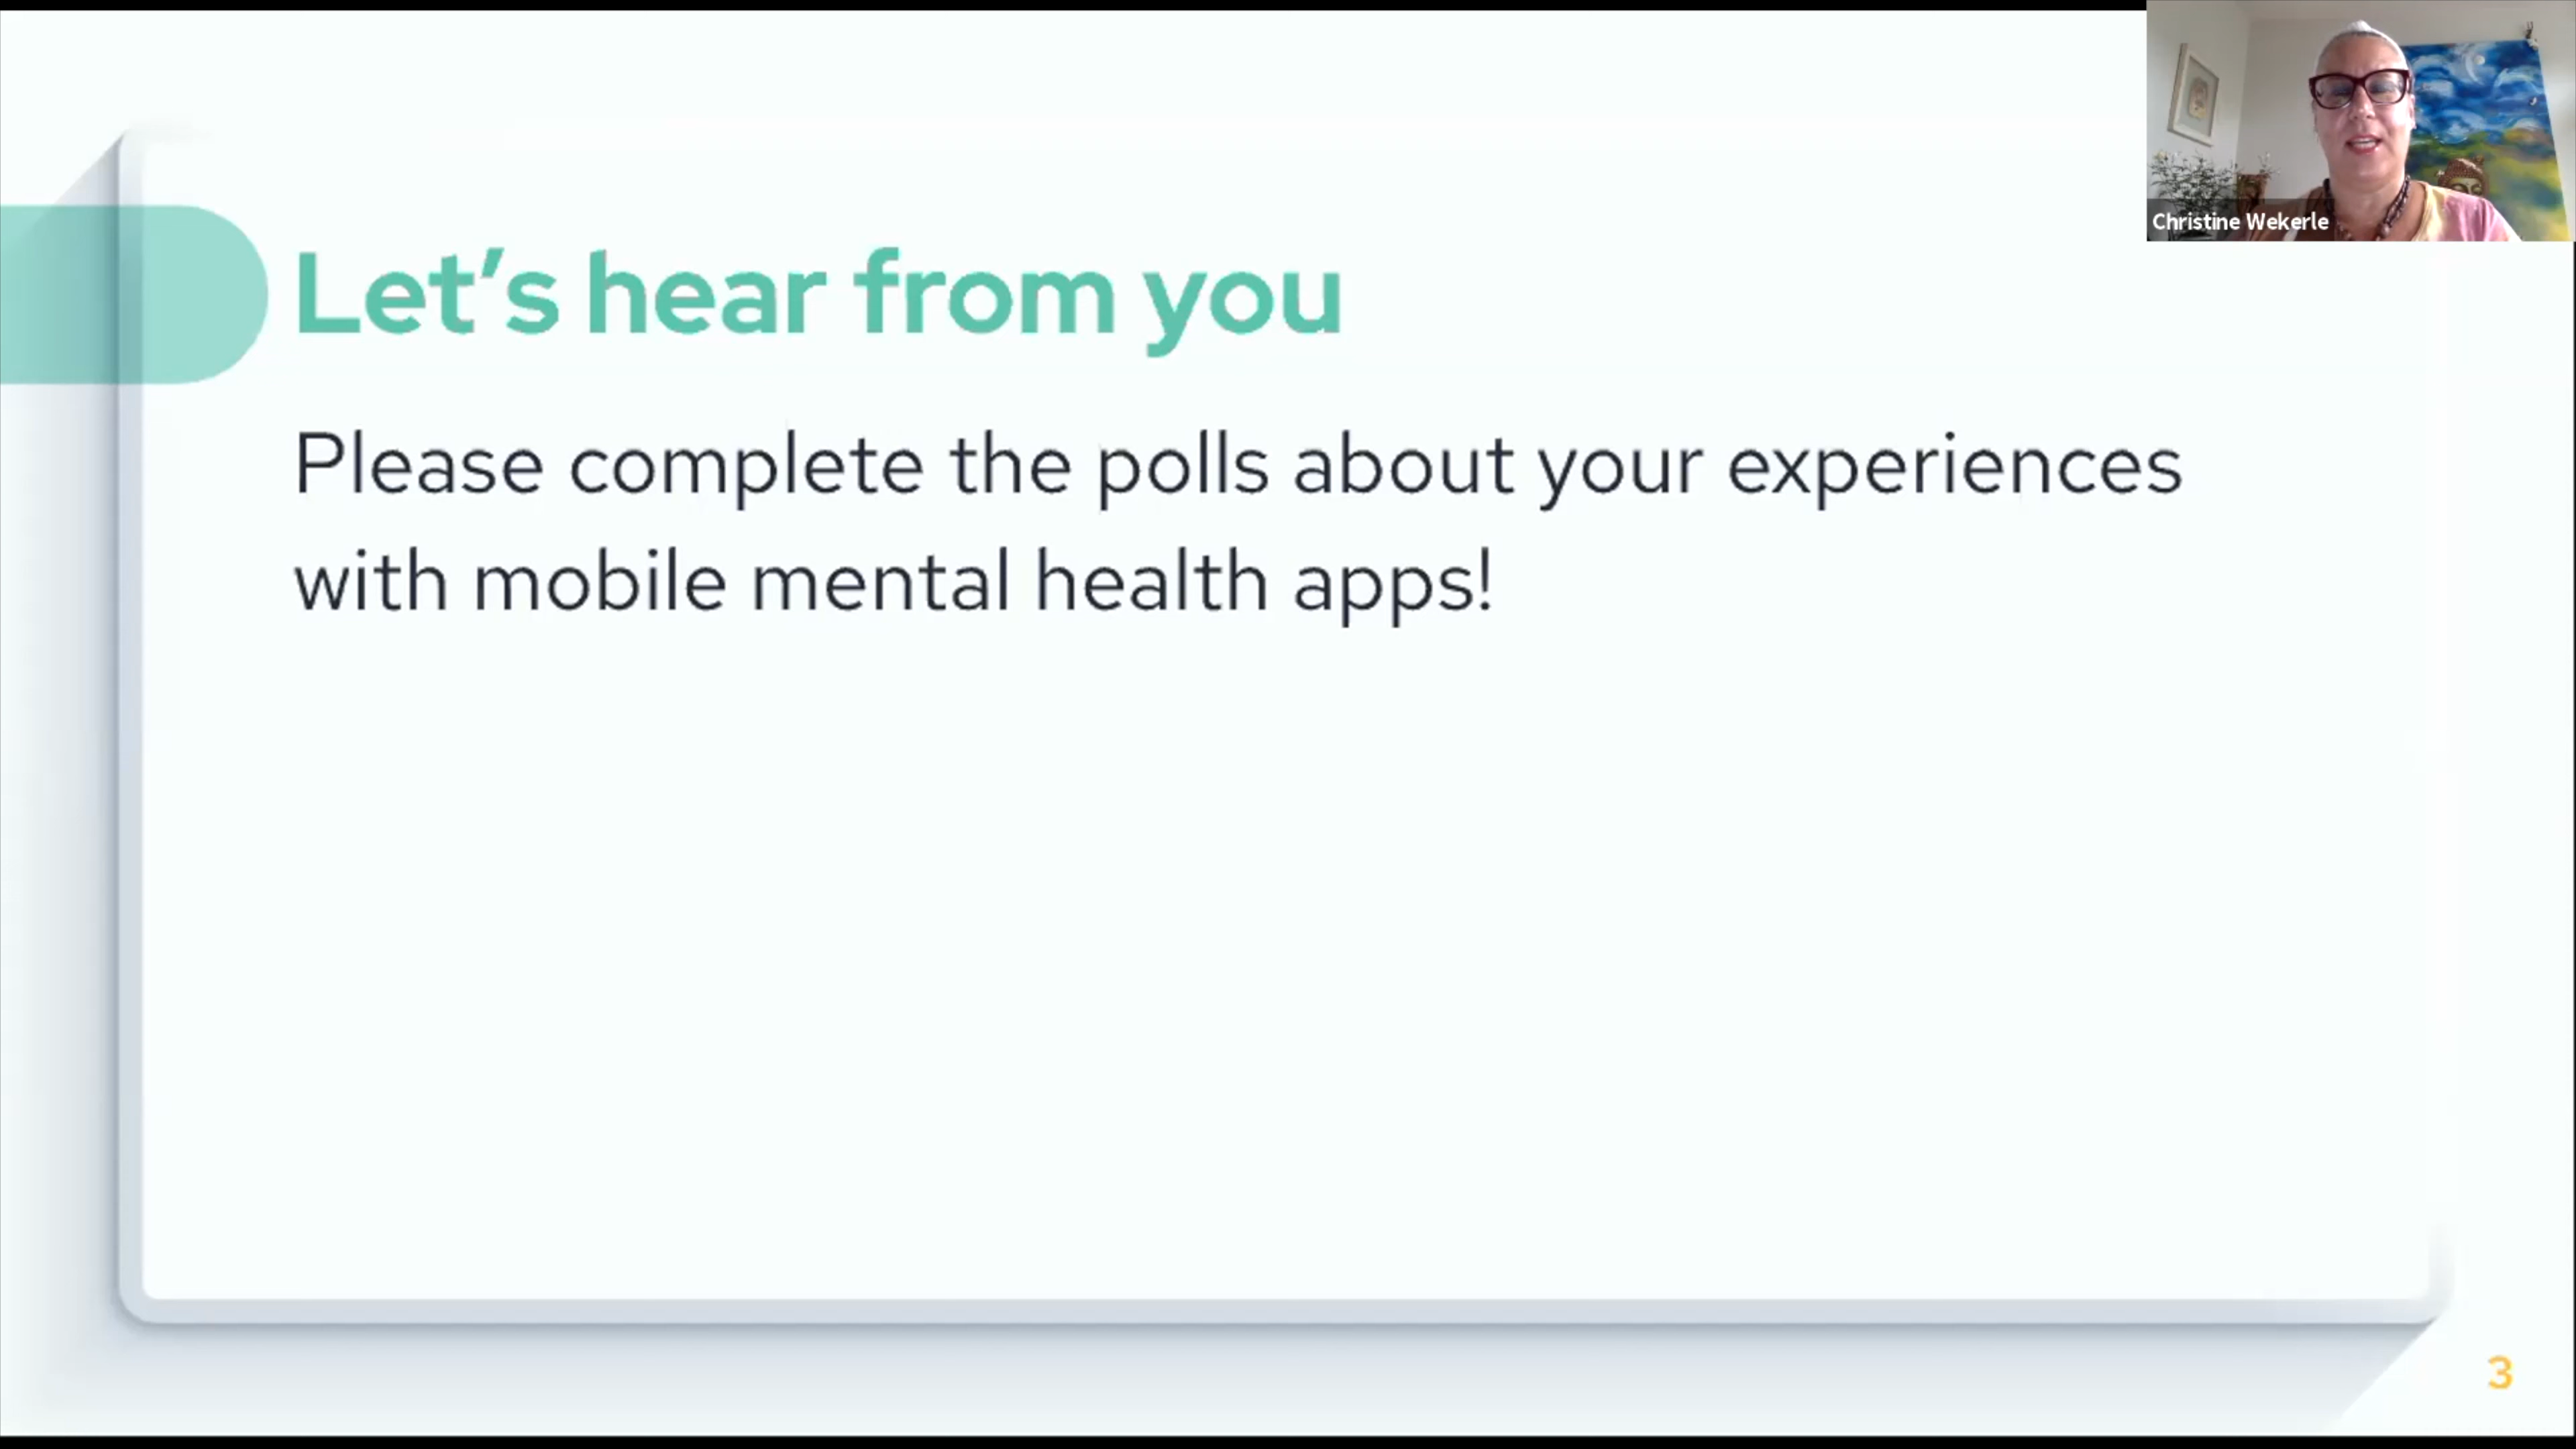 Christine Wekerle
Let’s hear from you
Please complete the polls about your experiences
with mobile mental health apps!
3